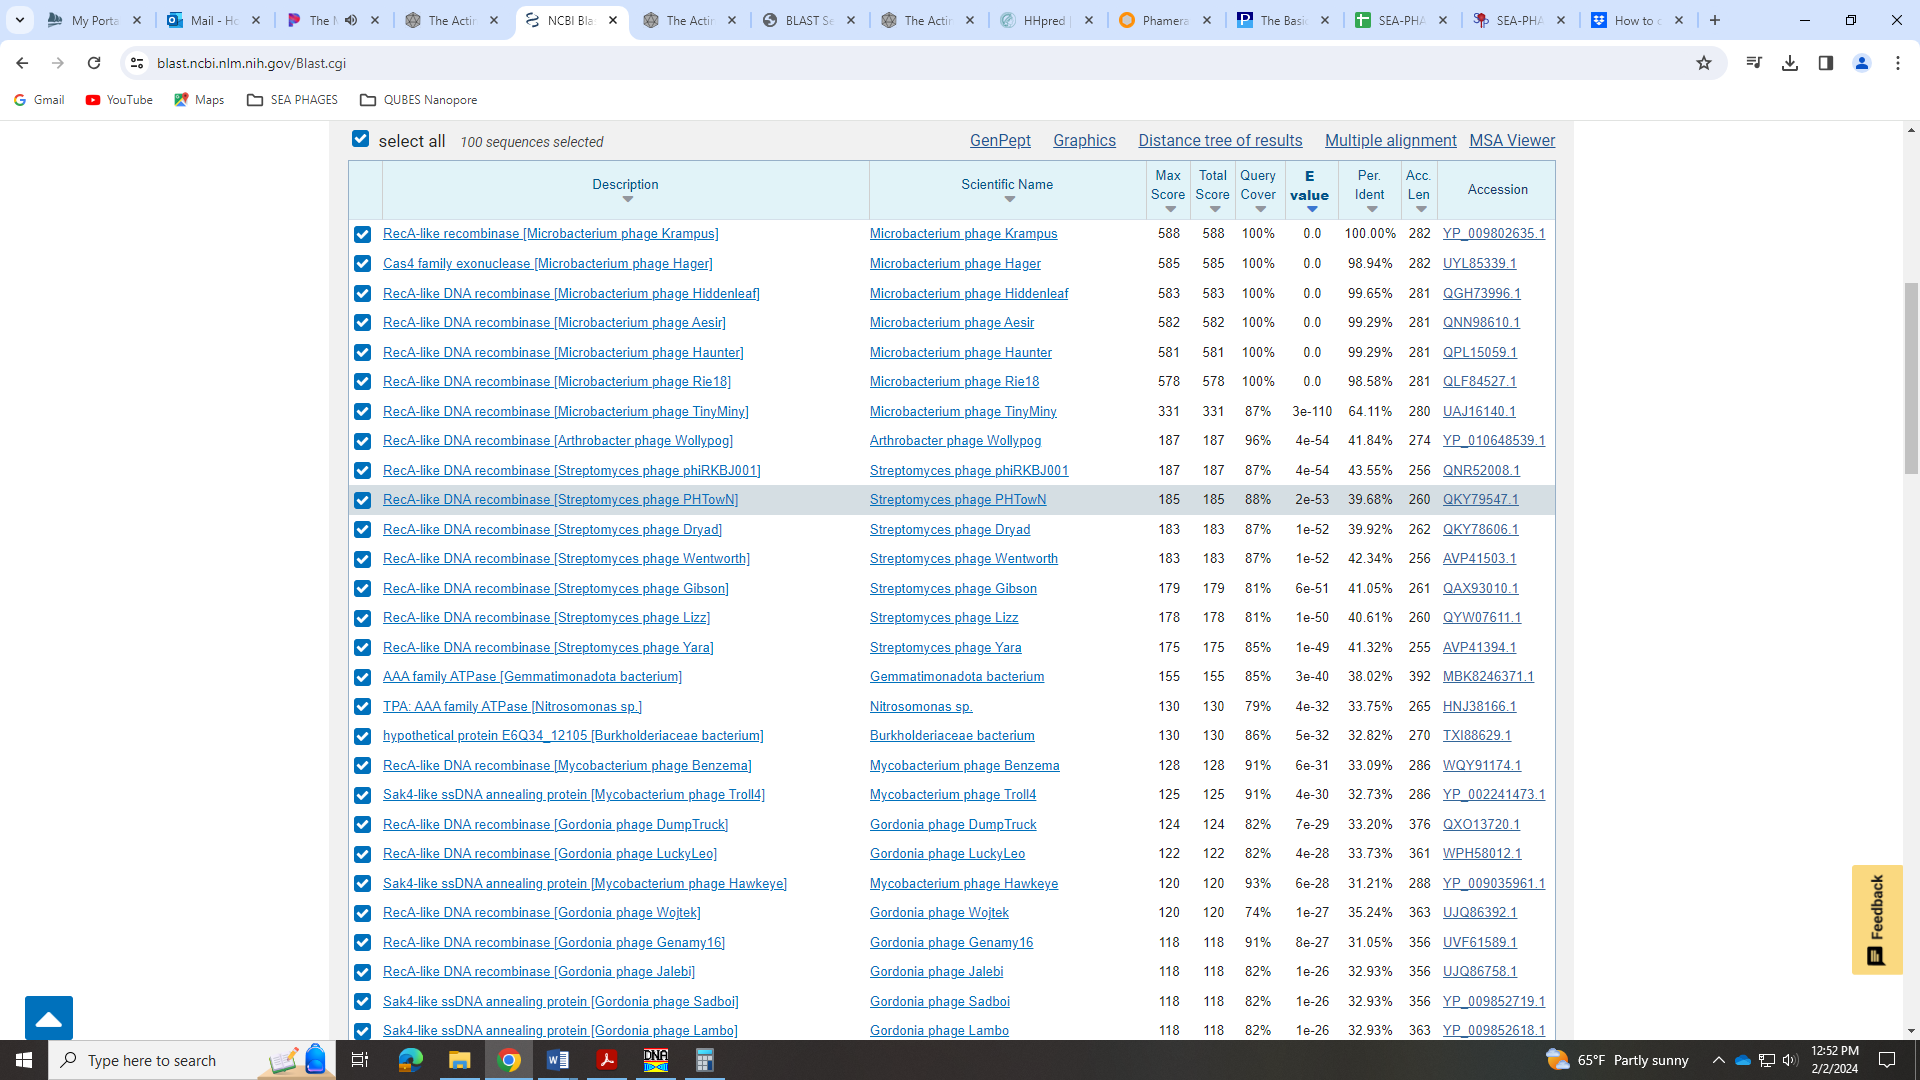 My Porta
Mail - Ho
The M
The Actin
NCBI Blas
The Actin
BLAST Se
The Actin
HHpred
Phamera
The Basic
SEA-PHA
SEA-PHA
How to c
blast.ncbi.nlm.nih.gov/Blast.cgi
Gmail YouTube Maps SEA PHAGES QUBES Nanopore
select all 100 sequences selected GenPept Graphics Distance tree of results Multiple alignment MSA Viewer
Description Scientific Name Max Score Total Score Query Cover E value Per. Ident Acc. Len Accession
RecA-like recombinase [Microbacterium phage Krampus] Microbacterium phage Krampus 588 588 100% 0.0 100.00% 282 YP_009802635.1
Cas4 family exonuclease [Microbacterium phage Hager] Microbacterium phage Hager 585 585 100% 0.0 98.94% 282 UYL85339.1
RecA-like DNA recombinase [Microbacterium phage Hiddenleaf] Microbacterium phage Hiddenleaf 583 583 100% 0.0 99.65% 281 QGH73996.1
RecA-like DNA recombinase [Microbacterium phage Aesir] Microbacterium phage Aesir 582 582 100% 0.0 99.29% 281 QNN98610.1
RecA-like DNA recombinase [Microbacterium phage Haunter] Microbacterium phage Haunter 581 581 100% 0.0 99.29% 281 QPL15059.1
RecA-like DNA recombinase [Microbacterium phage Rie18] Microbacterium phage Rie18 578 578 100% 0.0 98.58% 281 QLF84527.1
RecA-like DNA recombinase [Microbacterium phage TinyMiny] Microbacterium phage TinyMiny 331 331 87% 3e-110 64.11% 280 UAJ16140.1
RecA-like DNA recombinase [Arthrobacter phage Wollypog] Arthrobacter phage Wollypog 187 187 96% 4e-54 41.84% 274 YP_010648539.1
RecA-like DNA recombinase [Streptomyces phage phiRKBJ001] Streptomyces phage phiRKBJ001 187 187 87% 4e-54 43.55% 256 QNR52008.1
RecA-like DNA recombinase [Streptomyces phage PHTowN] Streptomyces phage PHTowN 185 185 88% 2e-53 39.68% 260 QKY79547.1
RecA-like DNA recombinase [Streptomyces phage Dryad] Streptomyces phage Dryad 183 183 87% 1e-52 39.92% 262 QKY78606.1
RecA-like DNA recombinase [Streptomyces phage Wentworth] Streptomyces phage Wentworth 183 183 87% 1e-52 42.34% 256 AVP41503.1
RecA-like DNA recombinase [Streptomyces phage Gibson] Streptomyces phage Gibson 179 179 81% 6e-51 41.05% 261 QAX93010.1
RecA-like DNA recombinase [Streptomyces phage Lizz] Streptomyces phage Lizz 178 178 81% 1e-50 40.61% 260 QYW07611.1
RecA-like DNA recombinase [Streptomyces phage Yara] Streptomyces phage Yara 175 175 85% 1e-49 41.32% 255 AVP41394.1
AAA family ATPase [Gemmatimonadota bacterium] Gemmatimonadota bacterium 155 155 85% 3e-40 38.02% 392 MBK8246371.1
TPA: AAA family ATPase [Nitrosomonas sp.] Nitrosomonas sp. 130 130 79% 4e-32 33.75% 265 HNJ38166.1
hypothetical protein E6Q34_12105 [Burkholderiaceae bacterium] Burkholderiaceae bacterium 130 130 86% 5e-32 32.82% 270 TXI88629.1
RecA-like DNA recombinase [Mycobacterium phage Benzema] Mycobacterium phage Benzema 128 128 91% 6e-31 33.09% 286 WQY91174.1
Sak4-like ssDNA annealing protein [Mycobacterium phage Troll4] Mycobacterium phage Troll4 125 125 91% 4e-30 32.73% 286 YP_002241473.1
RecA-like DNA recombinase [Gordonia phage DumpTruck] Gordonia phage DumpTruck 124 124 82% 7e-29 33.20% 376 QXO13720.1
RecA-like DNA recombinase [Gordonia phage LuckyLeo] Gordonia phage LuckyLeo 122 122 82% 4e-28 33.73% 361 WPH58012.1
Sak4-like ssDNA annealing protein [Mycobacterium phage Hawkeye] Mycobacterium phage Hawkeye 120 120 93% 6e-28 31.21% 288 YP_009035961.1
RecA-like DNA recombinase [Gordonia phage Wojtek] Gordonia phage Wojtek 120 120 74% 1e-27 35.24% 363 UJQ86392.1
RecA-like DNA recombinase [Gordonia phage Genamy16] Gordonia phage Genamy16 118 118 91% 8e-27 31.05% 356 UVF61589.1
RecA-like DNA recombinase [Gordonia phage Jalebi] Gordonia phage Jalebi 118 118 82% 1e-26 32.93% 356 UJQ86758.1
Sak4-like ssDNA annealing protein [Gordonia phage Sadboi] Gordonia phage Sadboi 118 118 82% 1e-26 32.93% 356 YP_009852719.1
Sak4-like ssDNA annealing protein [Gordonia phage Lambo] Gordonia phage Lambo 118 118 82% 1e-26 32.93% 363 YP_009852618.1
Feedback
Type here to search
DNA
65°F Partly sunny
12:52 PM
2/2/2024